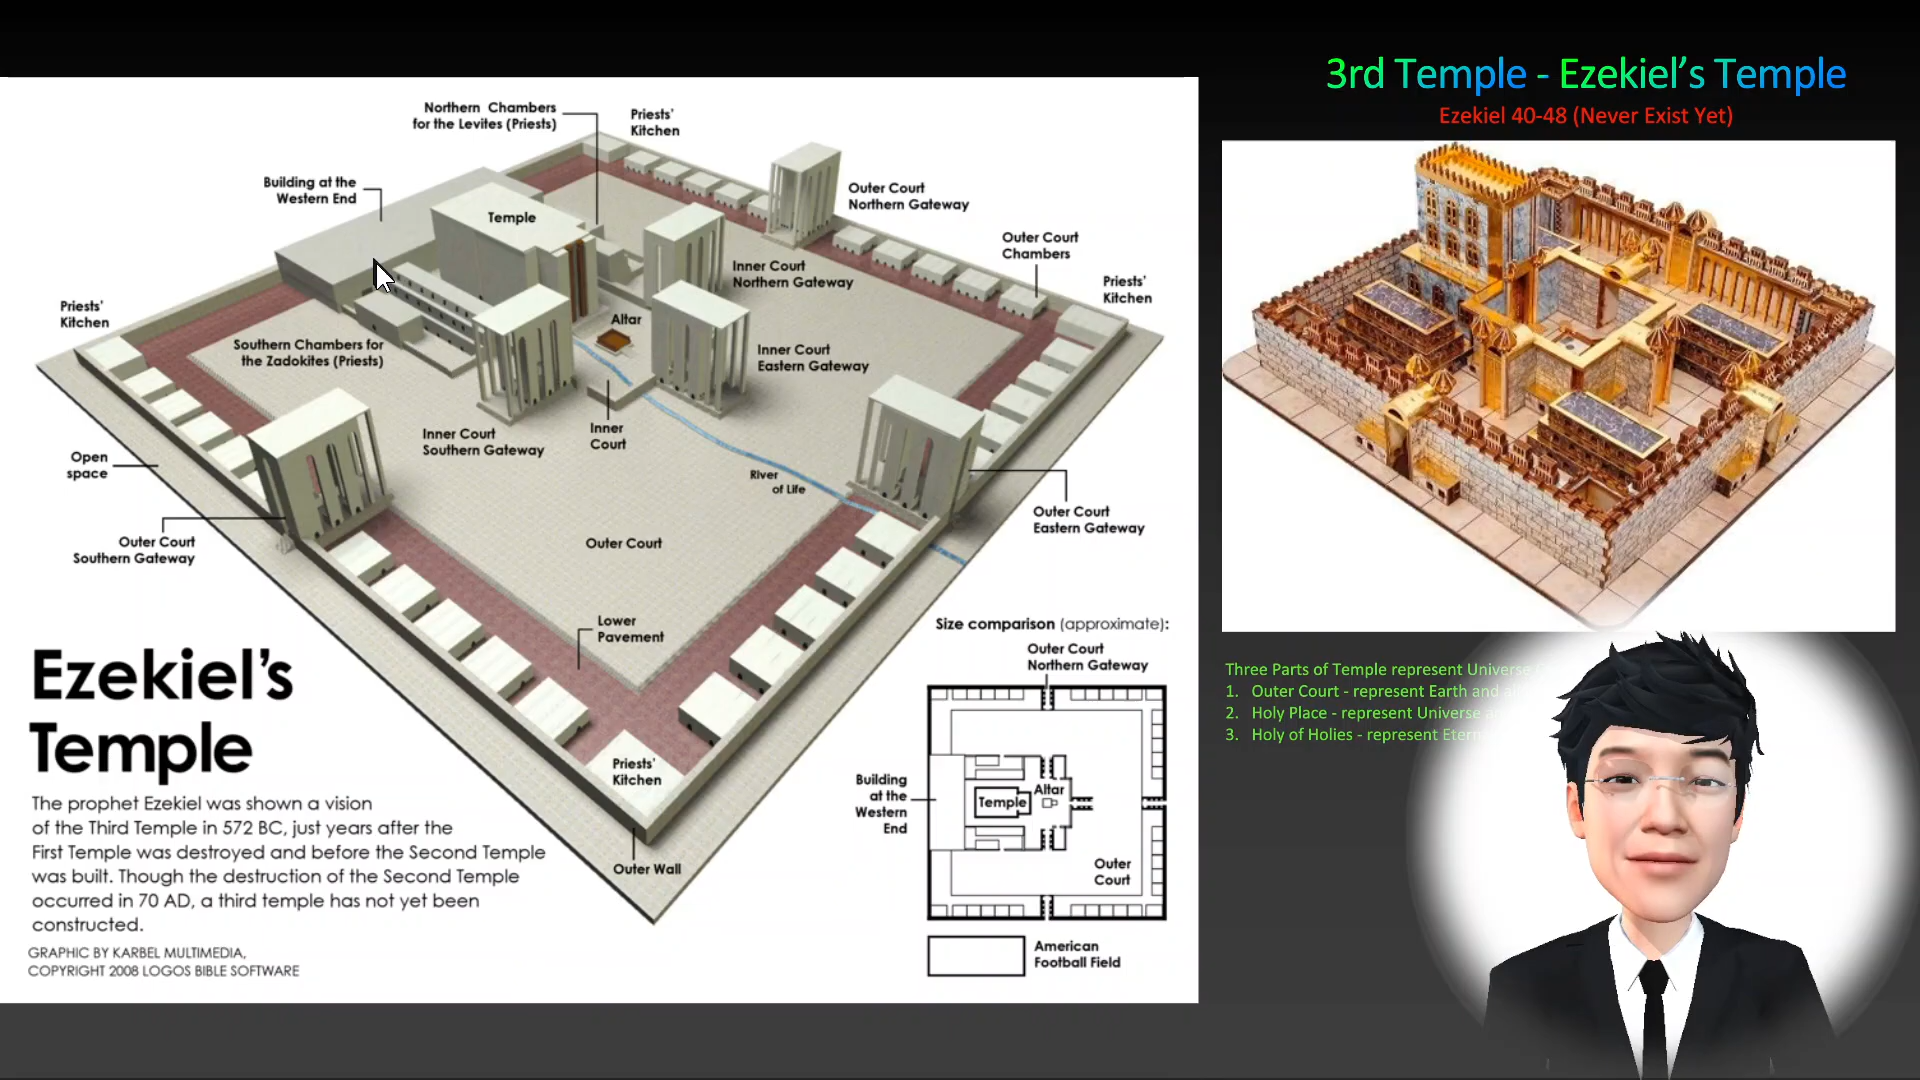 3rd Temple - Ezekiel's Temple
Ezekiel 40-48 (Never Exist Yet)
Northern Chambers
for the Levites (Priests)
Priests'
Kitchen
Building at the
Western End
Temple
Outer Court
Northern Gateway
Outer Court
Chambers
Inner Court
Northern Gateway
Priests'
Kitchen
Priests'
Kitchen
Altar
Southern Chambers for
the Zadokites (Priests)
Inner Court
Eastern Gateway
Inner Court
Southern Gateway
Inner
Court
Open
space
River
of Life
Outer Court
Eastern Gateway
Outer Court
Southern Gateway
Outer Court
Lower
Pavement
Priests'
Kitchen
Outer Wall
Ezekiel's
Temple
The prophet Ezekiel was shown a vision
of the Third Temple in 572 BC, just years after the
First Temple was destroyed and before the Second Temple
was built. Though the destruction of the Second Temple
occurred in 70 AD, a third temple has not yet been
constructed.
GRAPHIC BY KARBEL MULTIMEDIA,
COPYRIGHT 2008 LOGOS BIBLE SOFTWARE
Size comparison (approximate):
Outer Court
Northern Gateway
Building
at the
Western
End
Temple
Altar
Outer
Court
American
Football Field
Three Parts of Temple represent Universe
1. Outer Court - represent Earth and
2. Holy Place - represent Universe
3. Holy of Holies - represent